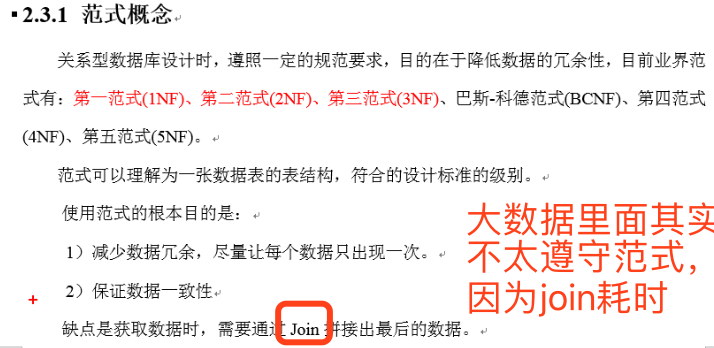 2.3.1 范式概念
关系型数据库设计时，遵照一定的规范要求，目的在于降低数据的冗余性，目前业界范
式有：第一范式(1NF)、第二范式(2NF)、第三范式(3NF)、巴斯-科德范式(BCNF)、第四范式
(4NF)、第五范式(5NF)。
范式可以理解为一张数据表的表结构，符合的设计标准的级别。
使用范式的根本目的是：
1）减少数据冗余，尽量让每个数据只出现一次。
2）保证数据一致性
缺点是获取数据时，需要通过 Join 拼接出最后的数据。
大数据里面其实
不太遵守范式，
因为join耗时